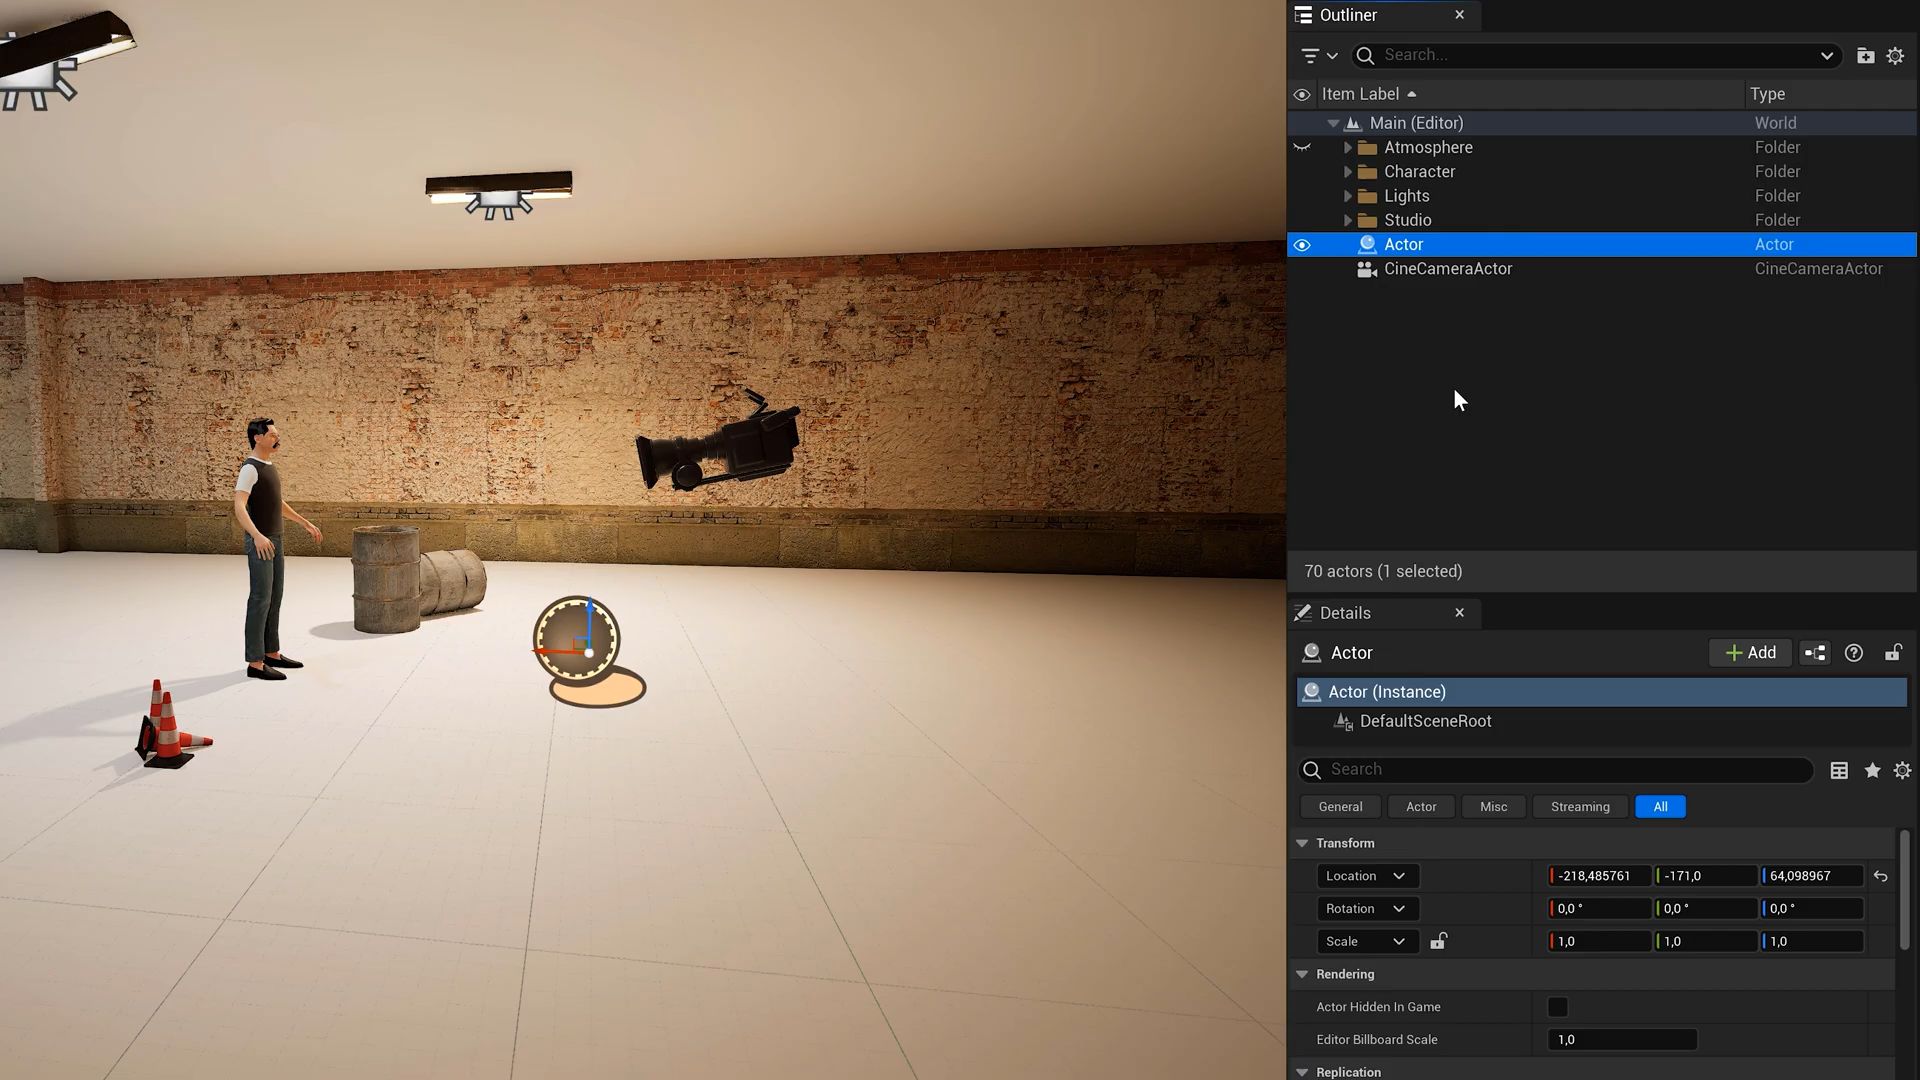 Outliner
Search...
Item Label Type
Main (Editor) World
Atmosphere Folder
Character Folder
Lights Folder
Studio Folder
Actor Actor
CineCameraActor CineCameraActor
70 actors (1 selected)
Details
Actor Add
Actor (Instance)
DefaultSceneRoot
Search
General Actor Misc Streaming All
Transform
Location -218,485761 -171,0 64,098967
Rotation 0,0 ° 0,0 ° 0,0 °
Scale 1,0 1,0 1,0
Rendering
Actor Hidden In Game
Editor Billboard Scale 1,0
Replication